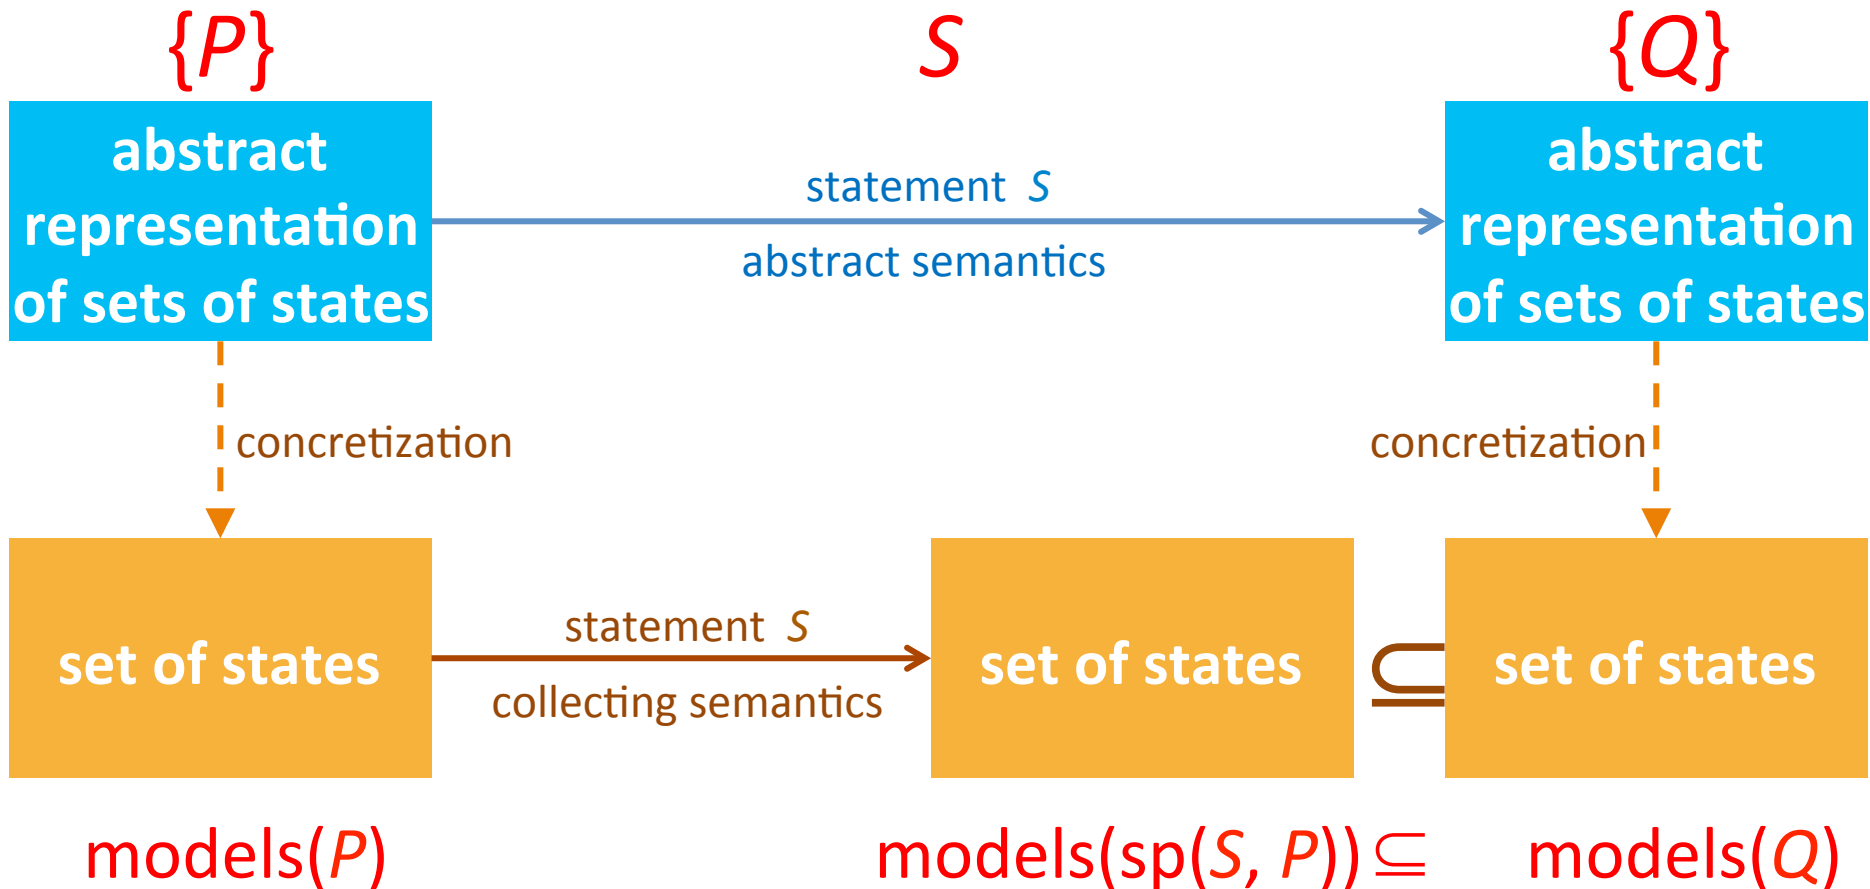 {P}
S
{Q}
abstract
representation
of sets of states
statement S
abstract semantics
abstract
representation
of sets of states
concretization
concretization
set of states
statement S
collecting semantics
set of states
⊆
set of states
models(P)
models(sp(S, P)) ⊆
models(Q)